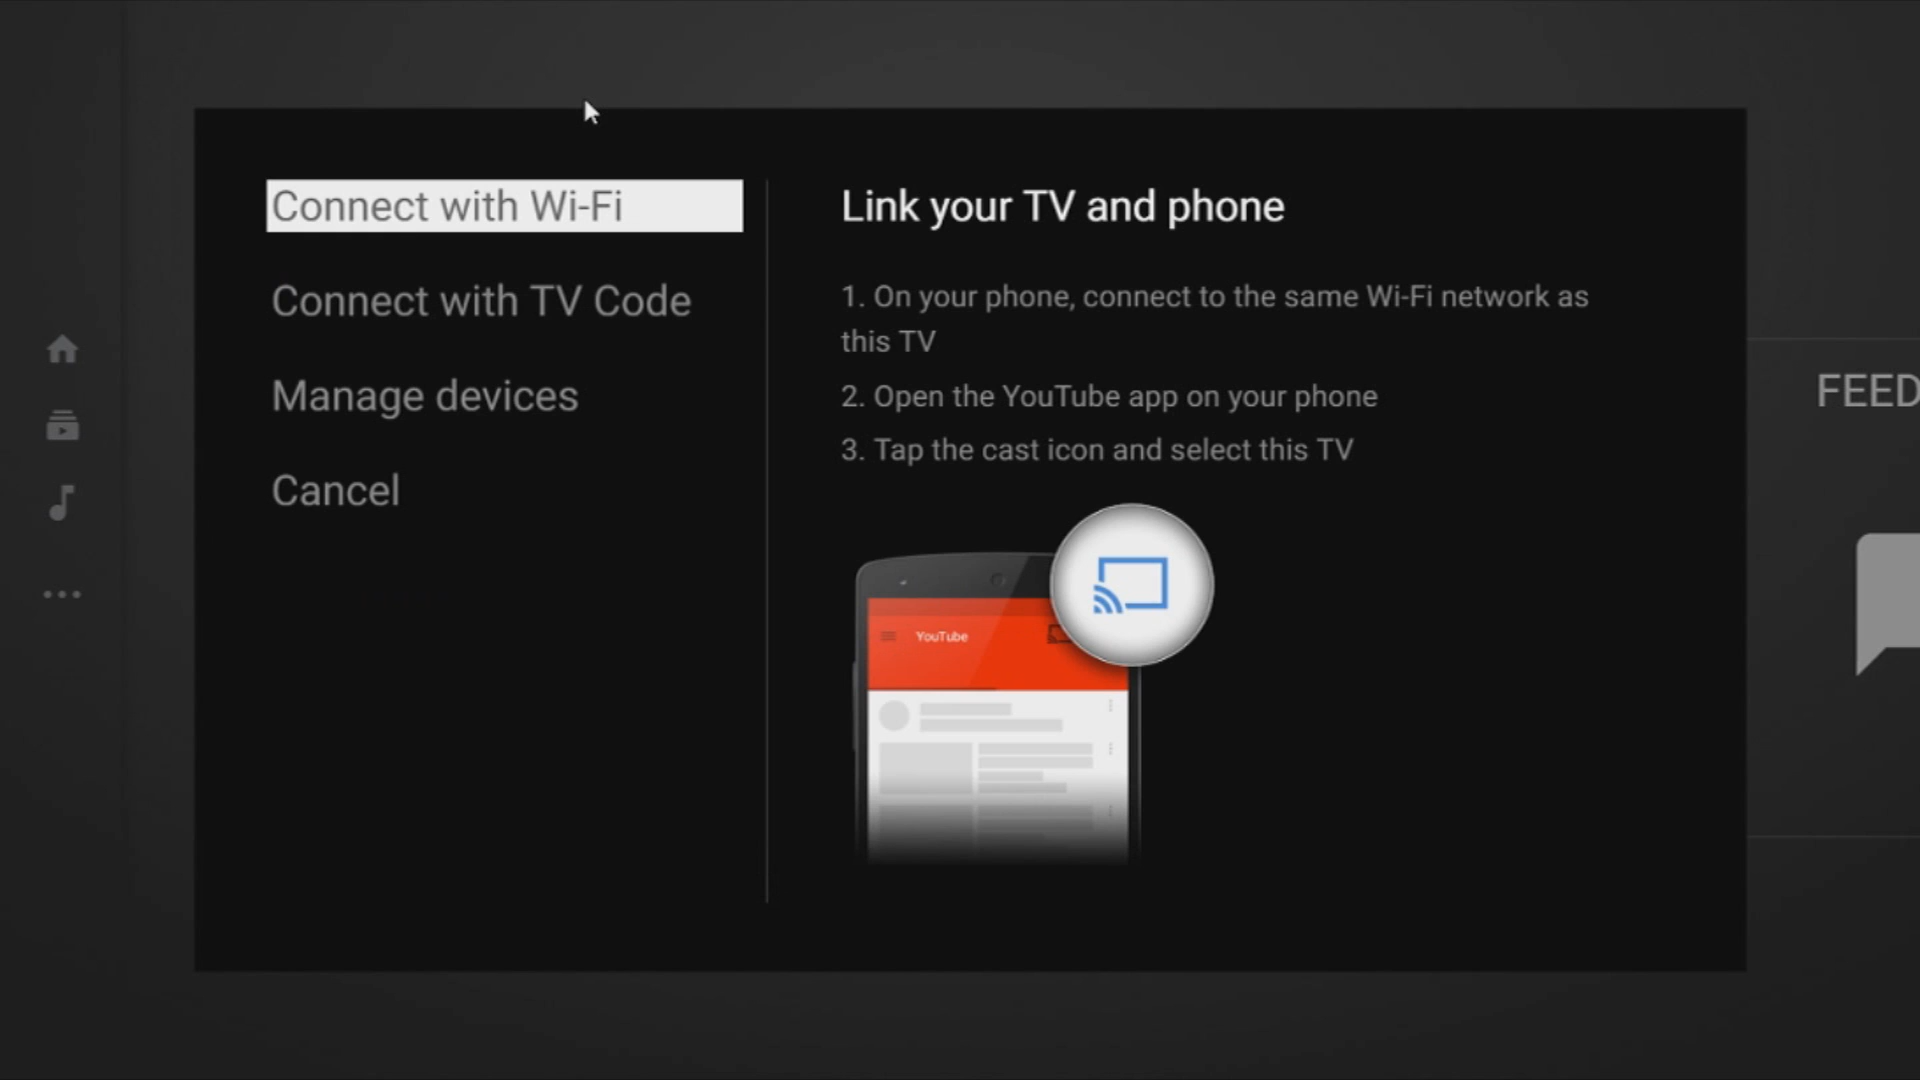 Connect with Wi-Fi
Connect with TV Code
Manage devices
Cancel
Link your TV and phone
1. On your phone, connect to the same Wi-Fi network as
this TV
2. Open the YouTube app on your phone
3. Tap the cast icon and select this TV
YouTube
FEED